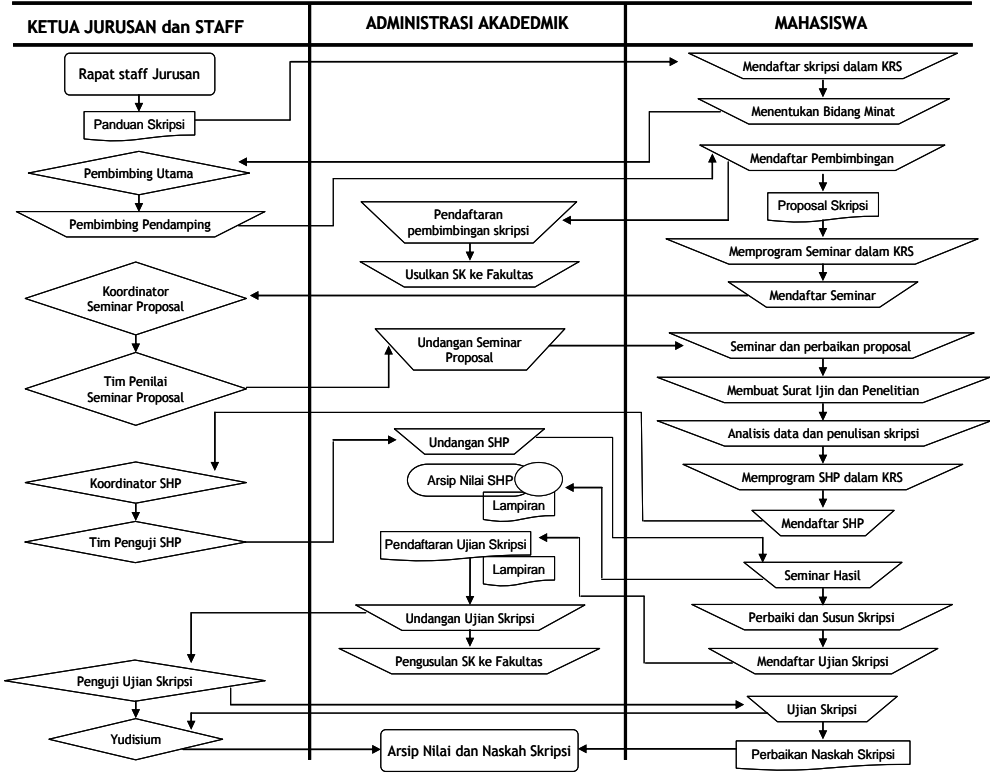 KETUA JURUSAN dan STAFF
ADMINISTRASI AKADEDMIK
MAHASISWA
Rapat staff Jurusan
Panduan Skripsi
Pembimbing Utama
Pembimbing Pendamping
Koordinator
Seminar Proposal
Tim Penilai
Seminar Proposal
Koordinator SHP
Tim Penguji SHP
Penguji Ujian Skripsi
Yudisium
Pendaftaran
pembimbingan skripsi
Usulkan SK ke Fakultas
Undangan Seminar
Proposal
Undangan SHP
Arsip Nilai SHP
Lampiran
Pendaftaran Ujian Skripsi
Lampiran
Undangan Ujian Skripsi
Pengusulan SK ke Fakultas
Arsip Nilai dan Naskah Skripsi
Mendaftar skripsi dalam KRS
Menentukan Bidang Minat
Mendaftar Pembimbingan
Proposal Skripsi
Memprogram Seminar dalam KRS
Mendaftar Seminar
Seminar dan perbaikan proposal
Membuat Surat Ijin dan Penelitian
Analisis data dan penulisan skripsi
Memprogram SHP dalam KRS
Mendaftar SHP
Seminar Hasil
Perbaiki dan Susun Skripsi
Mendaftar Ujian Skripsi
Ujian Skripsi
Perbaikan Naskah Skripsi